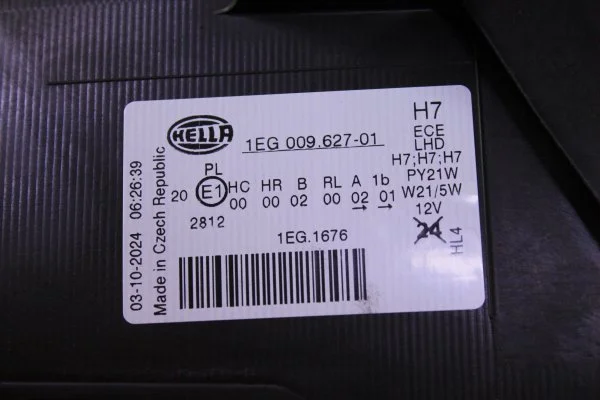 HELLA
1EG 009.627-01
PL
20 E1 HC HR B RL A 1b
00 00 02 00 02 01
2812
1EG.1676
H7
ECE
LHD
H7;H7;H7
PY21W
W21/5W
12V
24
HL4
03-10-2024 06:26:39
Made in Czech Republic